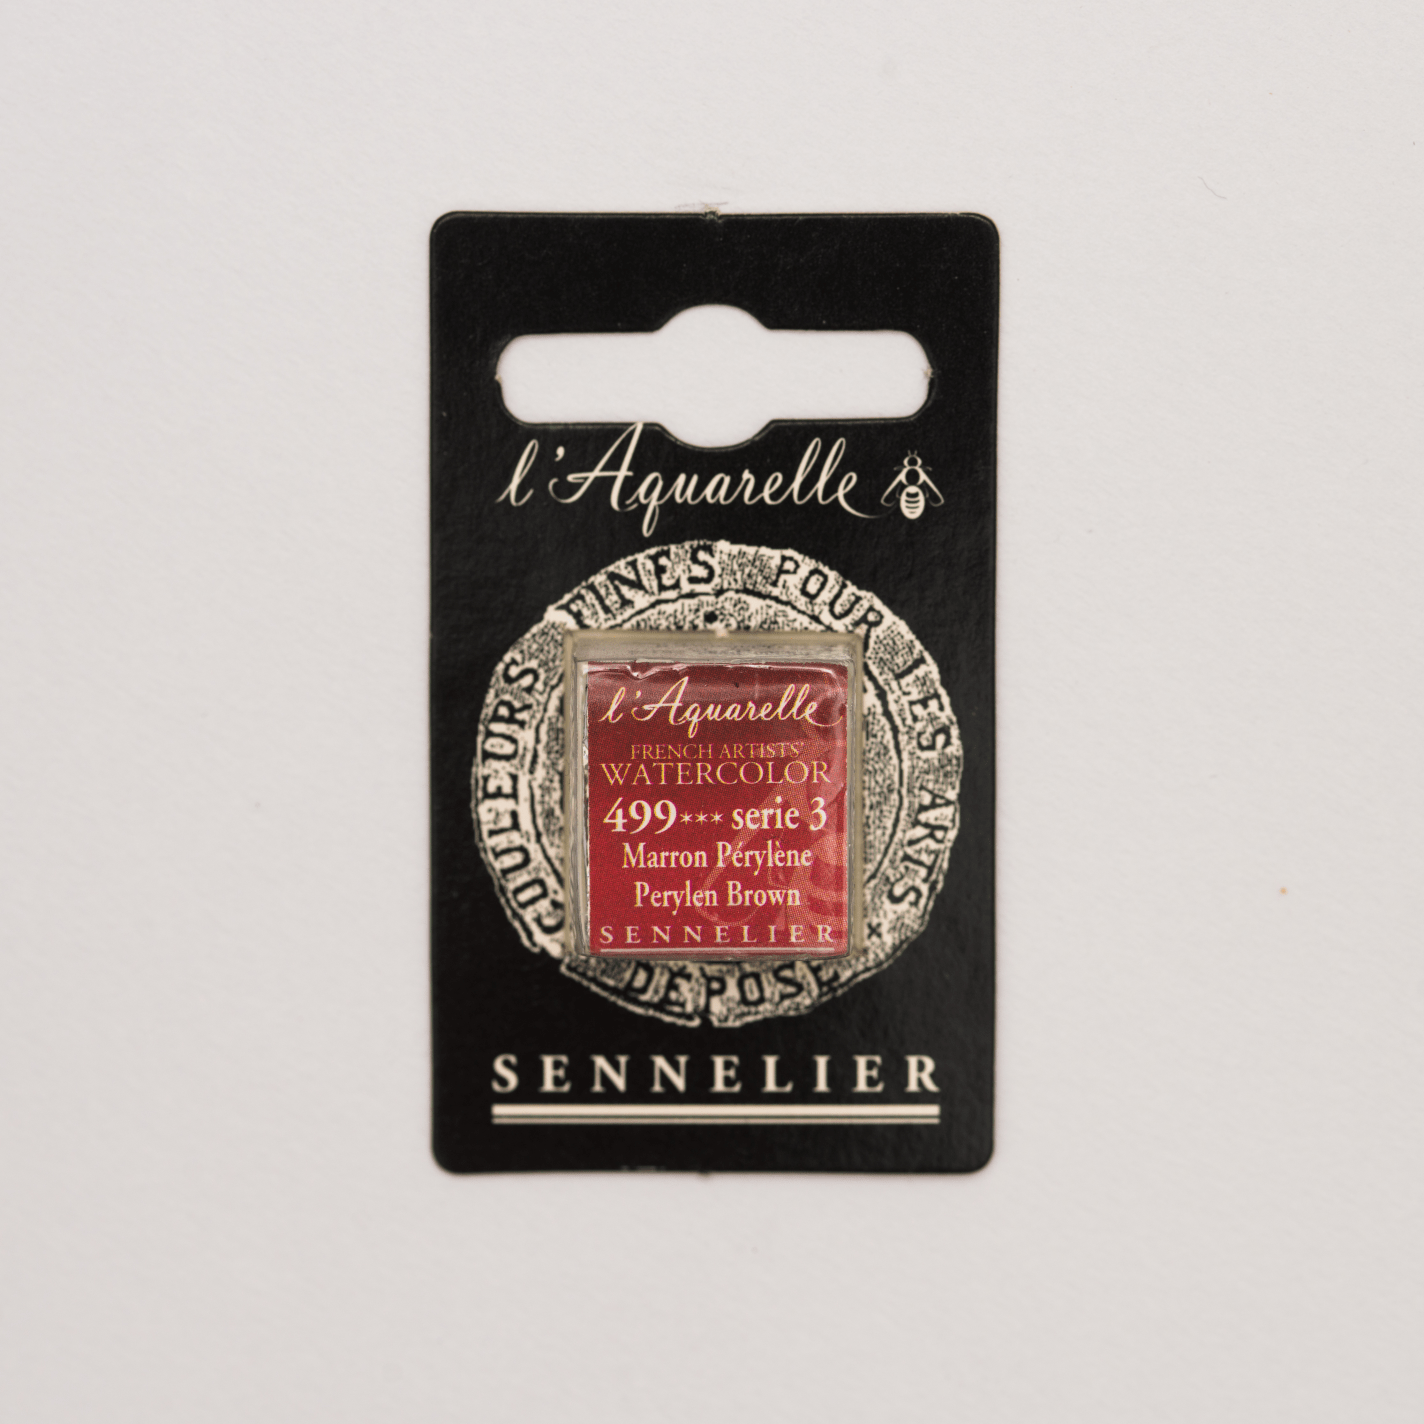 l'Aquarelle
COULEURS FINES POUR LES ARTS
l'Aquarelle
FRENCH ARTISTS'
WATERCOLOR
499*** serie 3
Marron Pérylène
Perylen Brown
SENNELIER
DÉPOSÉ
SENNELIER